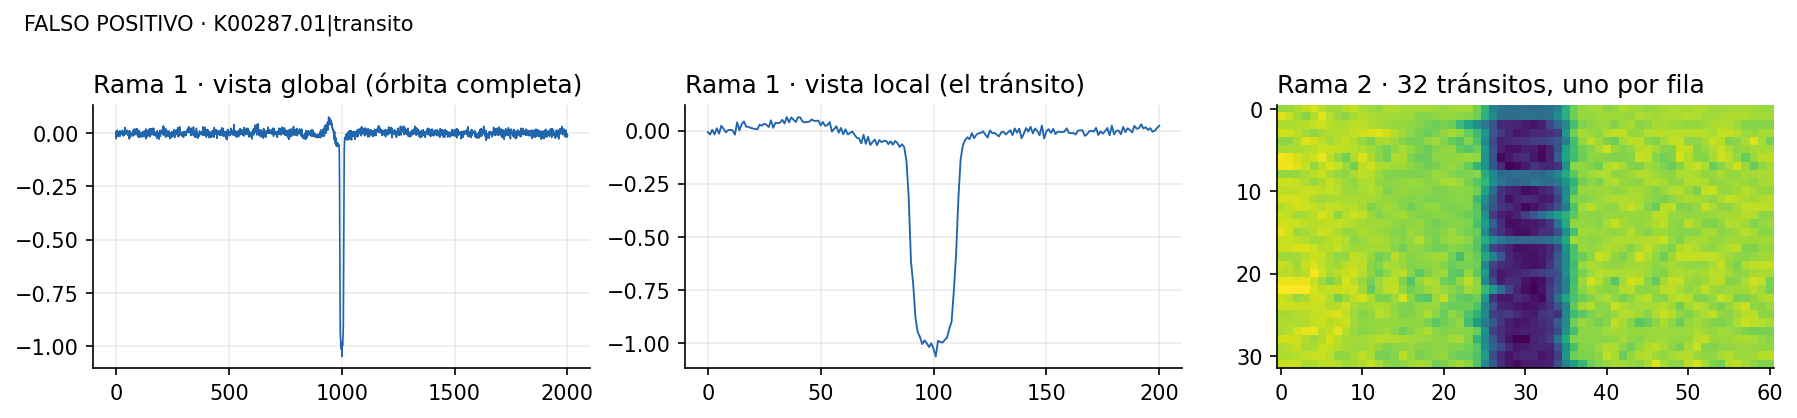 FALSO POSITIVO · K00287.01|transito
Rama 1 · vista global (órbita completa)
Rama 1 · vista local (el tránsito)
Rama 2 · 32 tránsitos, uno por fila
0.00
−0.25
−0.50
−0.75
−1.00
0 500 1000 1500 2000
0.00
−0.25
−0.50
−0.75
−1.00
0 50 100 150 200
0
10
20
30
0 10 20 30 40 50 60